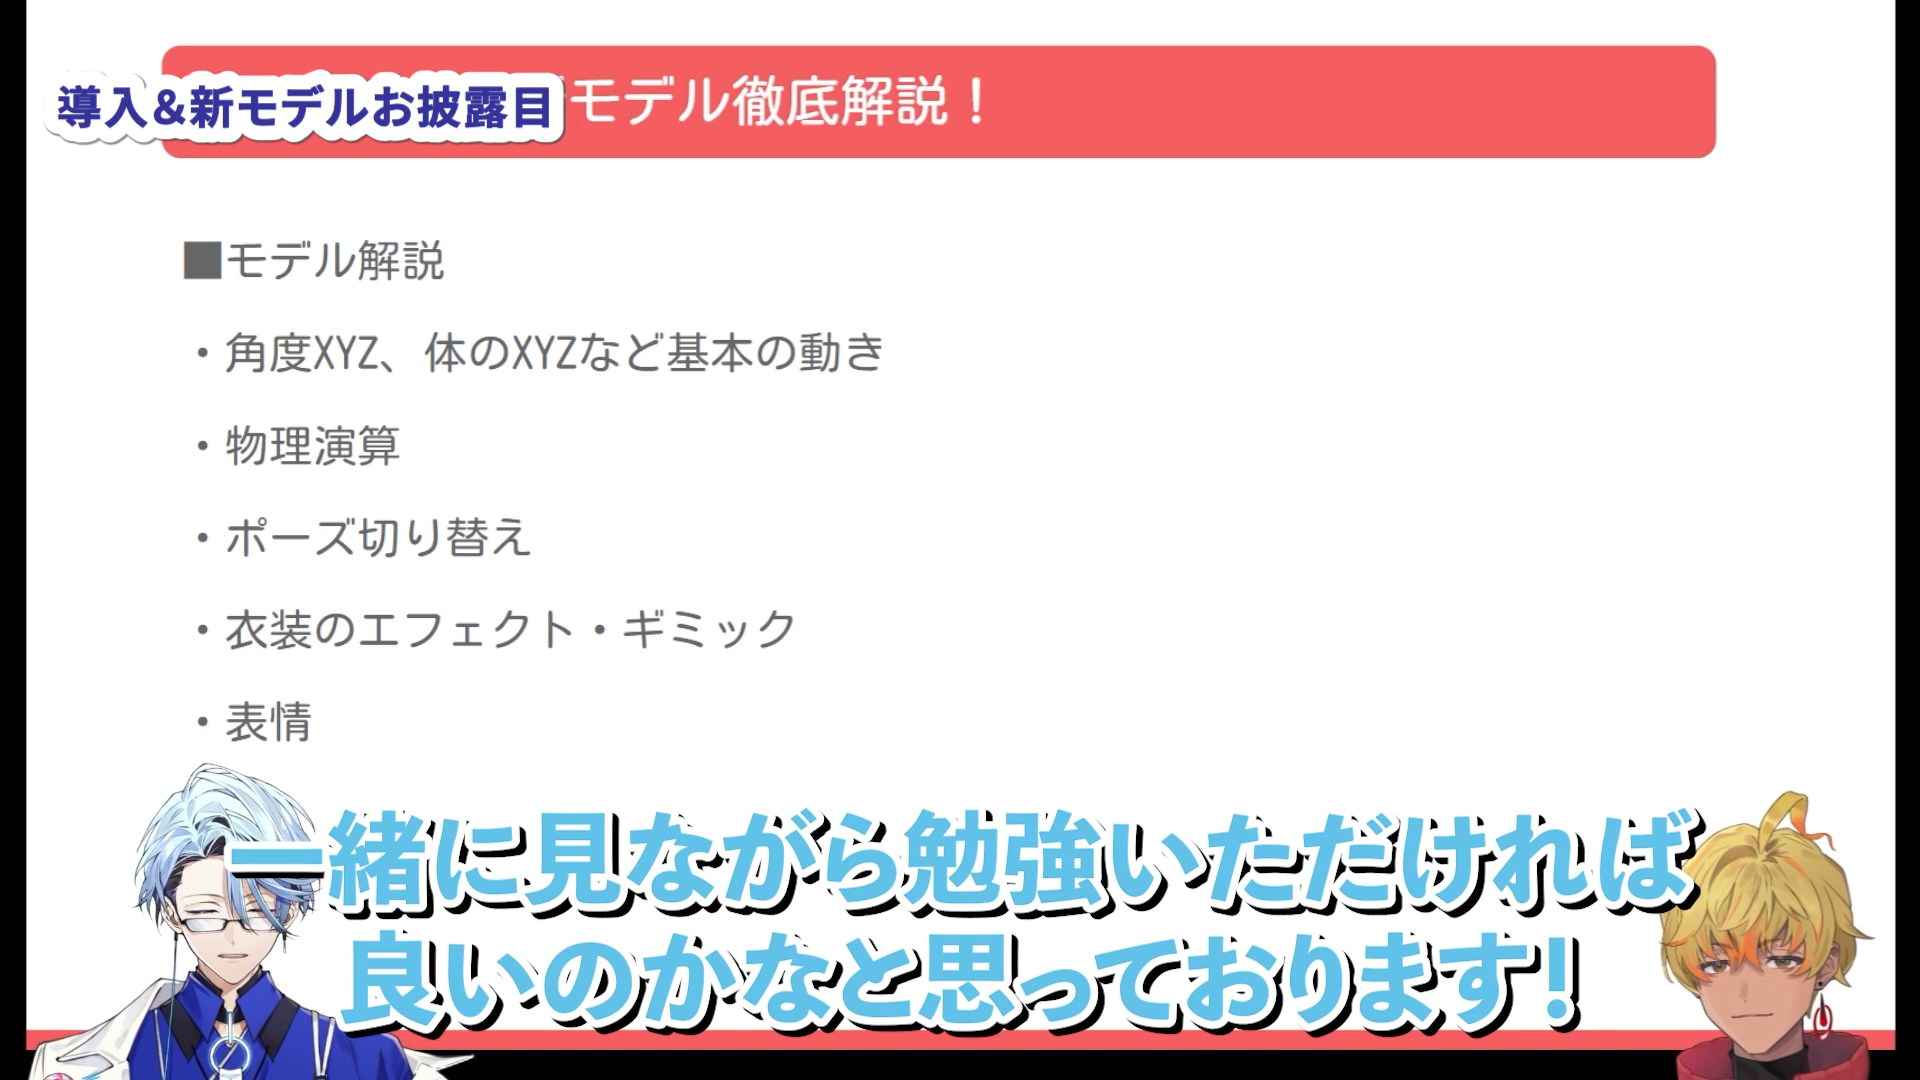 導入&新モデルお披露目
モデル徹底解説！
■モデル解説
・角度XYZ、体のXYZなど基本の動き
・物理演算
・ポーズ切り替え
・衣装のエフェクト・ギミック
・表情
一緒に見ながら勉強いただければ
良いのかなと思っております!